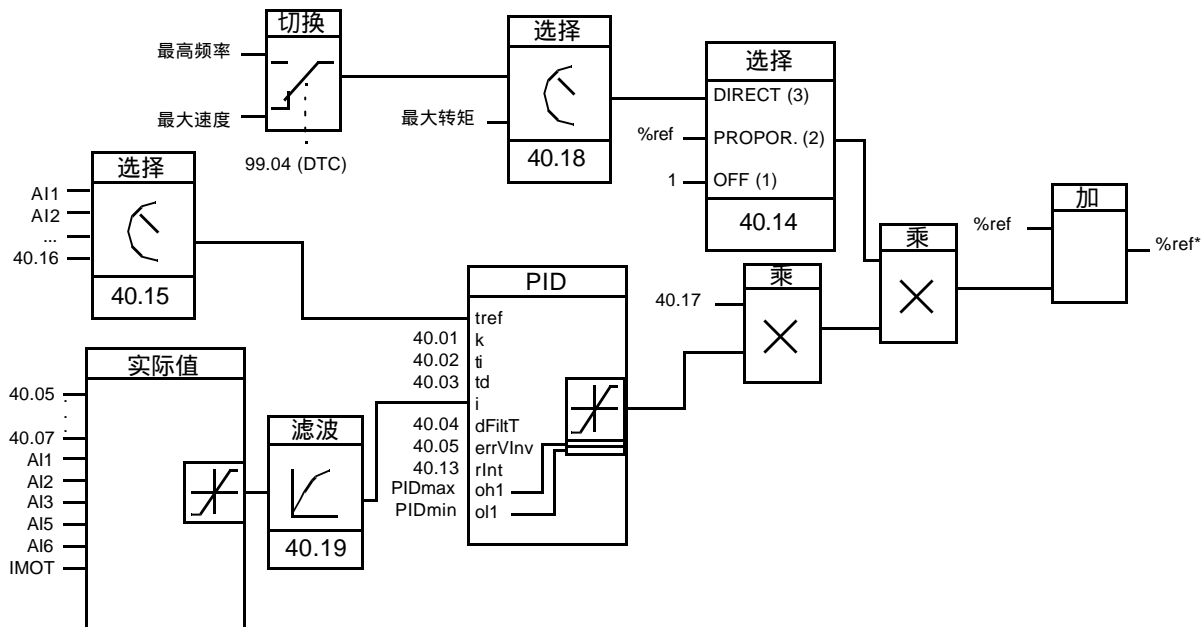 切换
最高频率
最大速度
99.04 (DTC)
选择
最大转矩
40.18
选择
DIRECT (3)
%ref
PROPOR. (2)
1
OFF (1)
40.14
选择
AI1
AI2
...
40.16
40.15
加
%ref
%ref*
乘
乘
40.17
PID
tref
40.01
k
40.02
ti
40.03
td
i
40.04
dFiltT
40.05
errVInv
40.13
rInt
PIDmax
oh1
PIDmin
ol1
实际值
40.05
.
.
.
40.07
AI1
AI2
AI3
AI5
AI6
IMOT
滤波
40.19